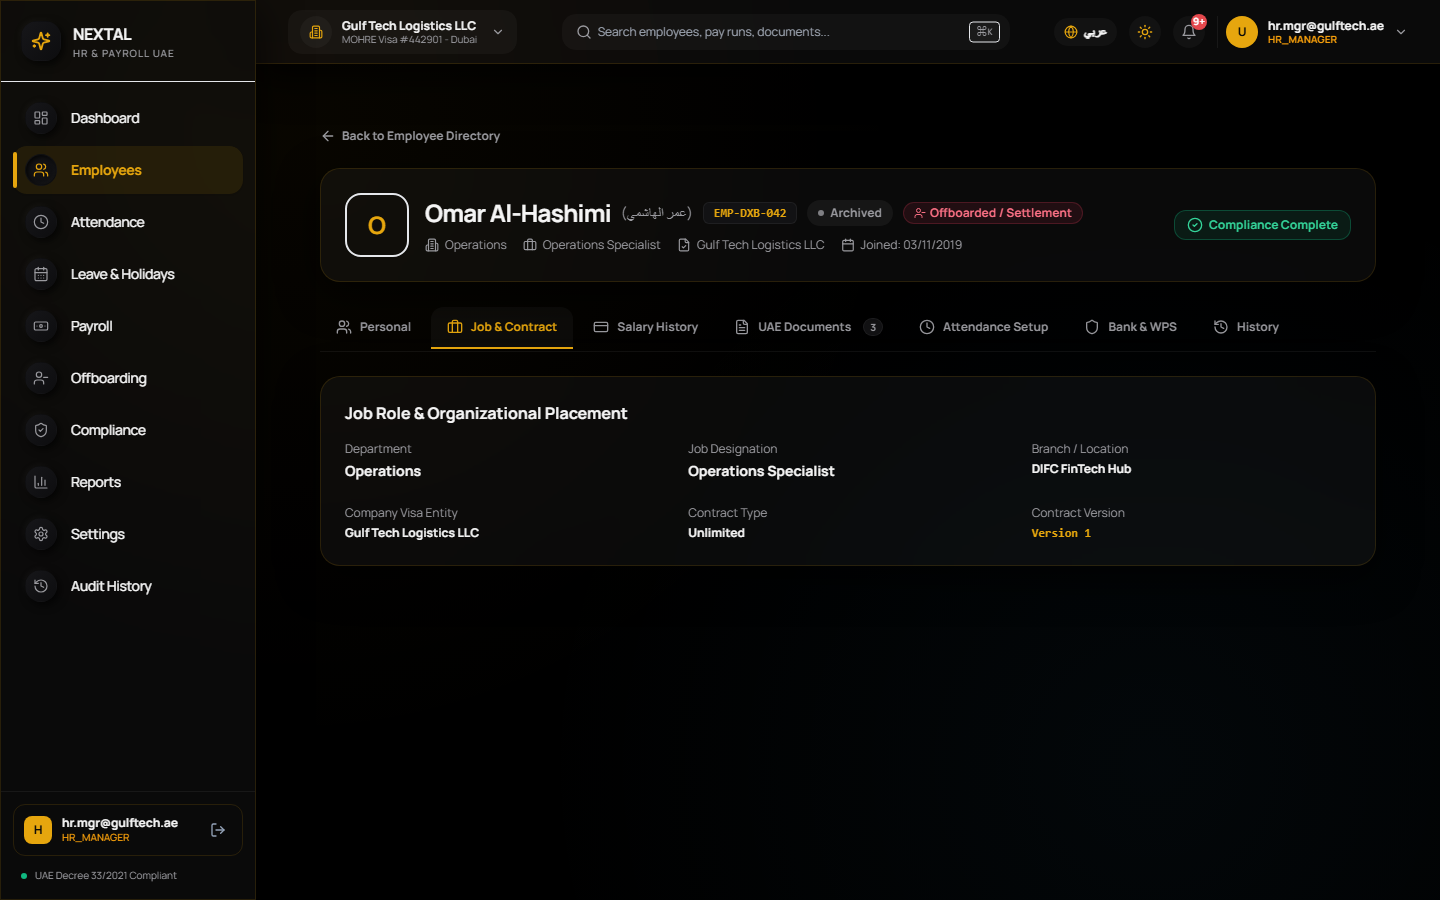 NEXTAL
HR & PAYROLL UAE
Dashboard
Employees
Attendance
Leave & Holidays
Payroll
Offboarding
Compliance
Reports
Settings
Audit History
H
hr.mgr@gulftech.ae
HR_MANAGER
UAE Decree 33/2021 Compliant
Gulf Tech Logistics LLC
MOHRE Visa #442901 - Dubai
Search employees, pay runs, documents...
⌘K
عربي
9+
U
hr.mgr@gulftech.ae
HR_MANAGER
Back to Employee Directory
O
Omar Al-Hashimi (عمر الهاشمي) EMP-DXB-042 Archived Offboarded / Settlement
Operations Operations Specialist Gulf Tech Logistics LLC Joined: 03/11/2019
Compliance Complete
Personal Job & Contract Salary History UAE Documents 3 Attendance Setup Bank & WPS History
Job Role & Organizational Placement
Department
Operations
Job Designation
Operations Specialist
Branch / Location
DIFC FinTech Hub
Company Visa Entity
Gulf Tech Logistics LLC
Contract Type
Unlimited
Contract Version
Version 1